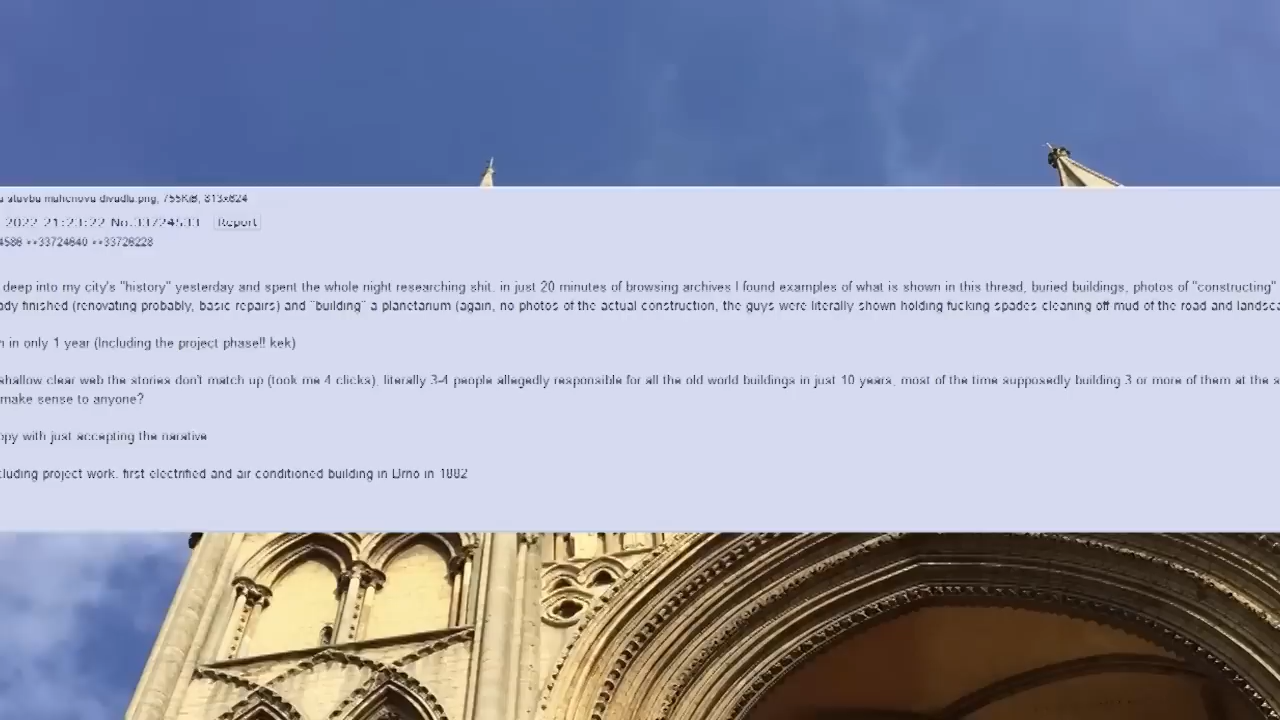 stavbu mahenova divadla.png, 755KiB, 813x824
2022 21:23:22 No.33724533 Report
4586 >>33724640 >>33726228
deep into my city's "history" yesterday and spent the whole night researching shit. in just 20 minutes of browsing archives I found examples of what is shown in this thread, buried buildings, photos of "constructing"
ady finished (renovating probably, basic repairs) and "building" a planetarium (again, no photos of the actual construction, the guys were literally shown holding fucking spades cleaning off mud of the road and landsca
n in only 1 year (Including the project phase!! kek)
shallow clear web the stories don't match up (took me 4 clicks), literally 3-4 people allegedly responsible for all the old world buildings in just 10 years, most of the time supposedly building 3 or more of them at the s
make sense to anyone?
ppy with just accepting the narative
cluding project work. first electrified and air conditioned building in Brno in 1882